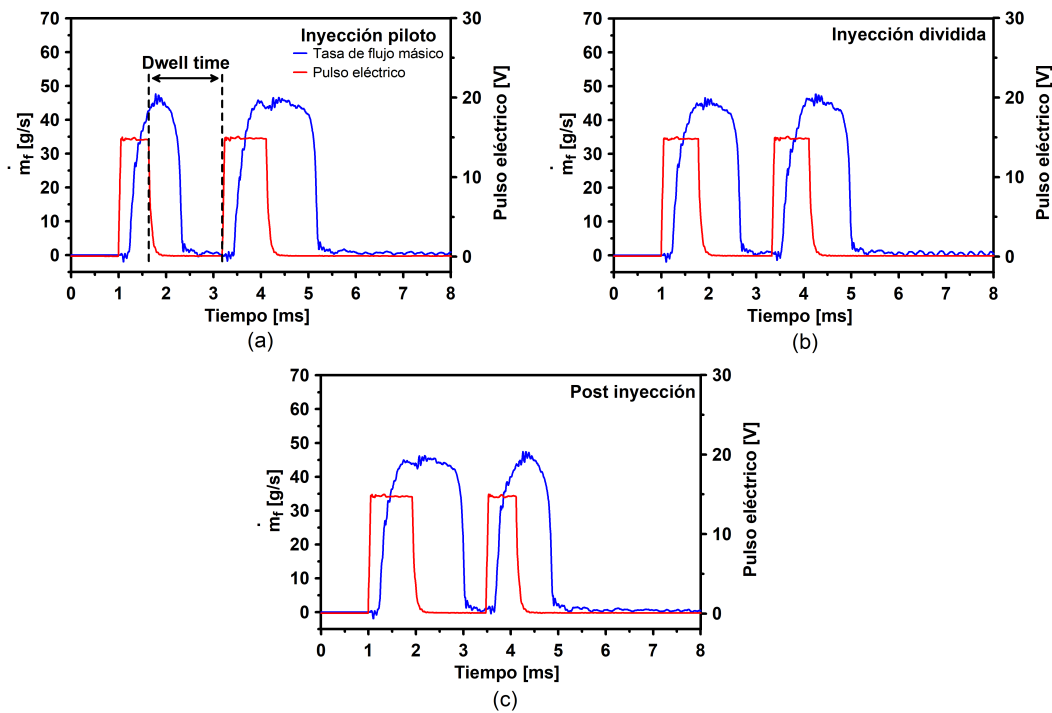 Inyección piloto
Tasa de flujo másico
Pulso eléctrico
Dwell time
70
60
50
40
30
20
10
0
ṁf [g/s]
30
20
10
0
Pulso eléctrico [V]
0 1 2 3 4 5 6 7 8
Tiempo [ms]
(a)
Inyección dividida
70
60
50
40
30
20
10
0
ṁf [g/s]
30
20
10
0
Pulso eléctrico [V]
0 1 2 3 4 5 6 7 8
Tiempo [ms]
(b)
Post inyección
70
60
50
40
30
20
10
0
ṁf [g/s]
30
20
10
0
Pulso eléctrico [V]
0 1 2 3 4 5 6 7 8
Tiempo [ms]
(c)